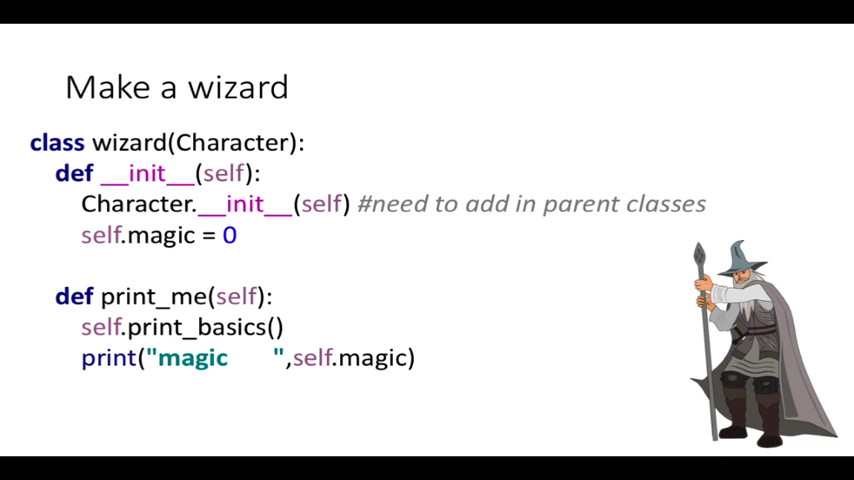 Make a wizard
class wizard(Character):
def __init__(self):
Character.__init__(self) #need to add in parent classes
self.magic = 0
def print_me(self):
self.print_basics()
print("magic      ",self.magic)